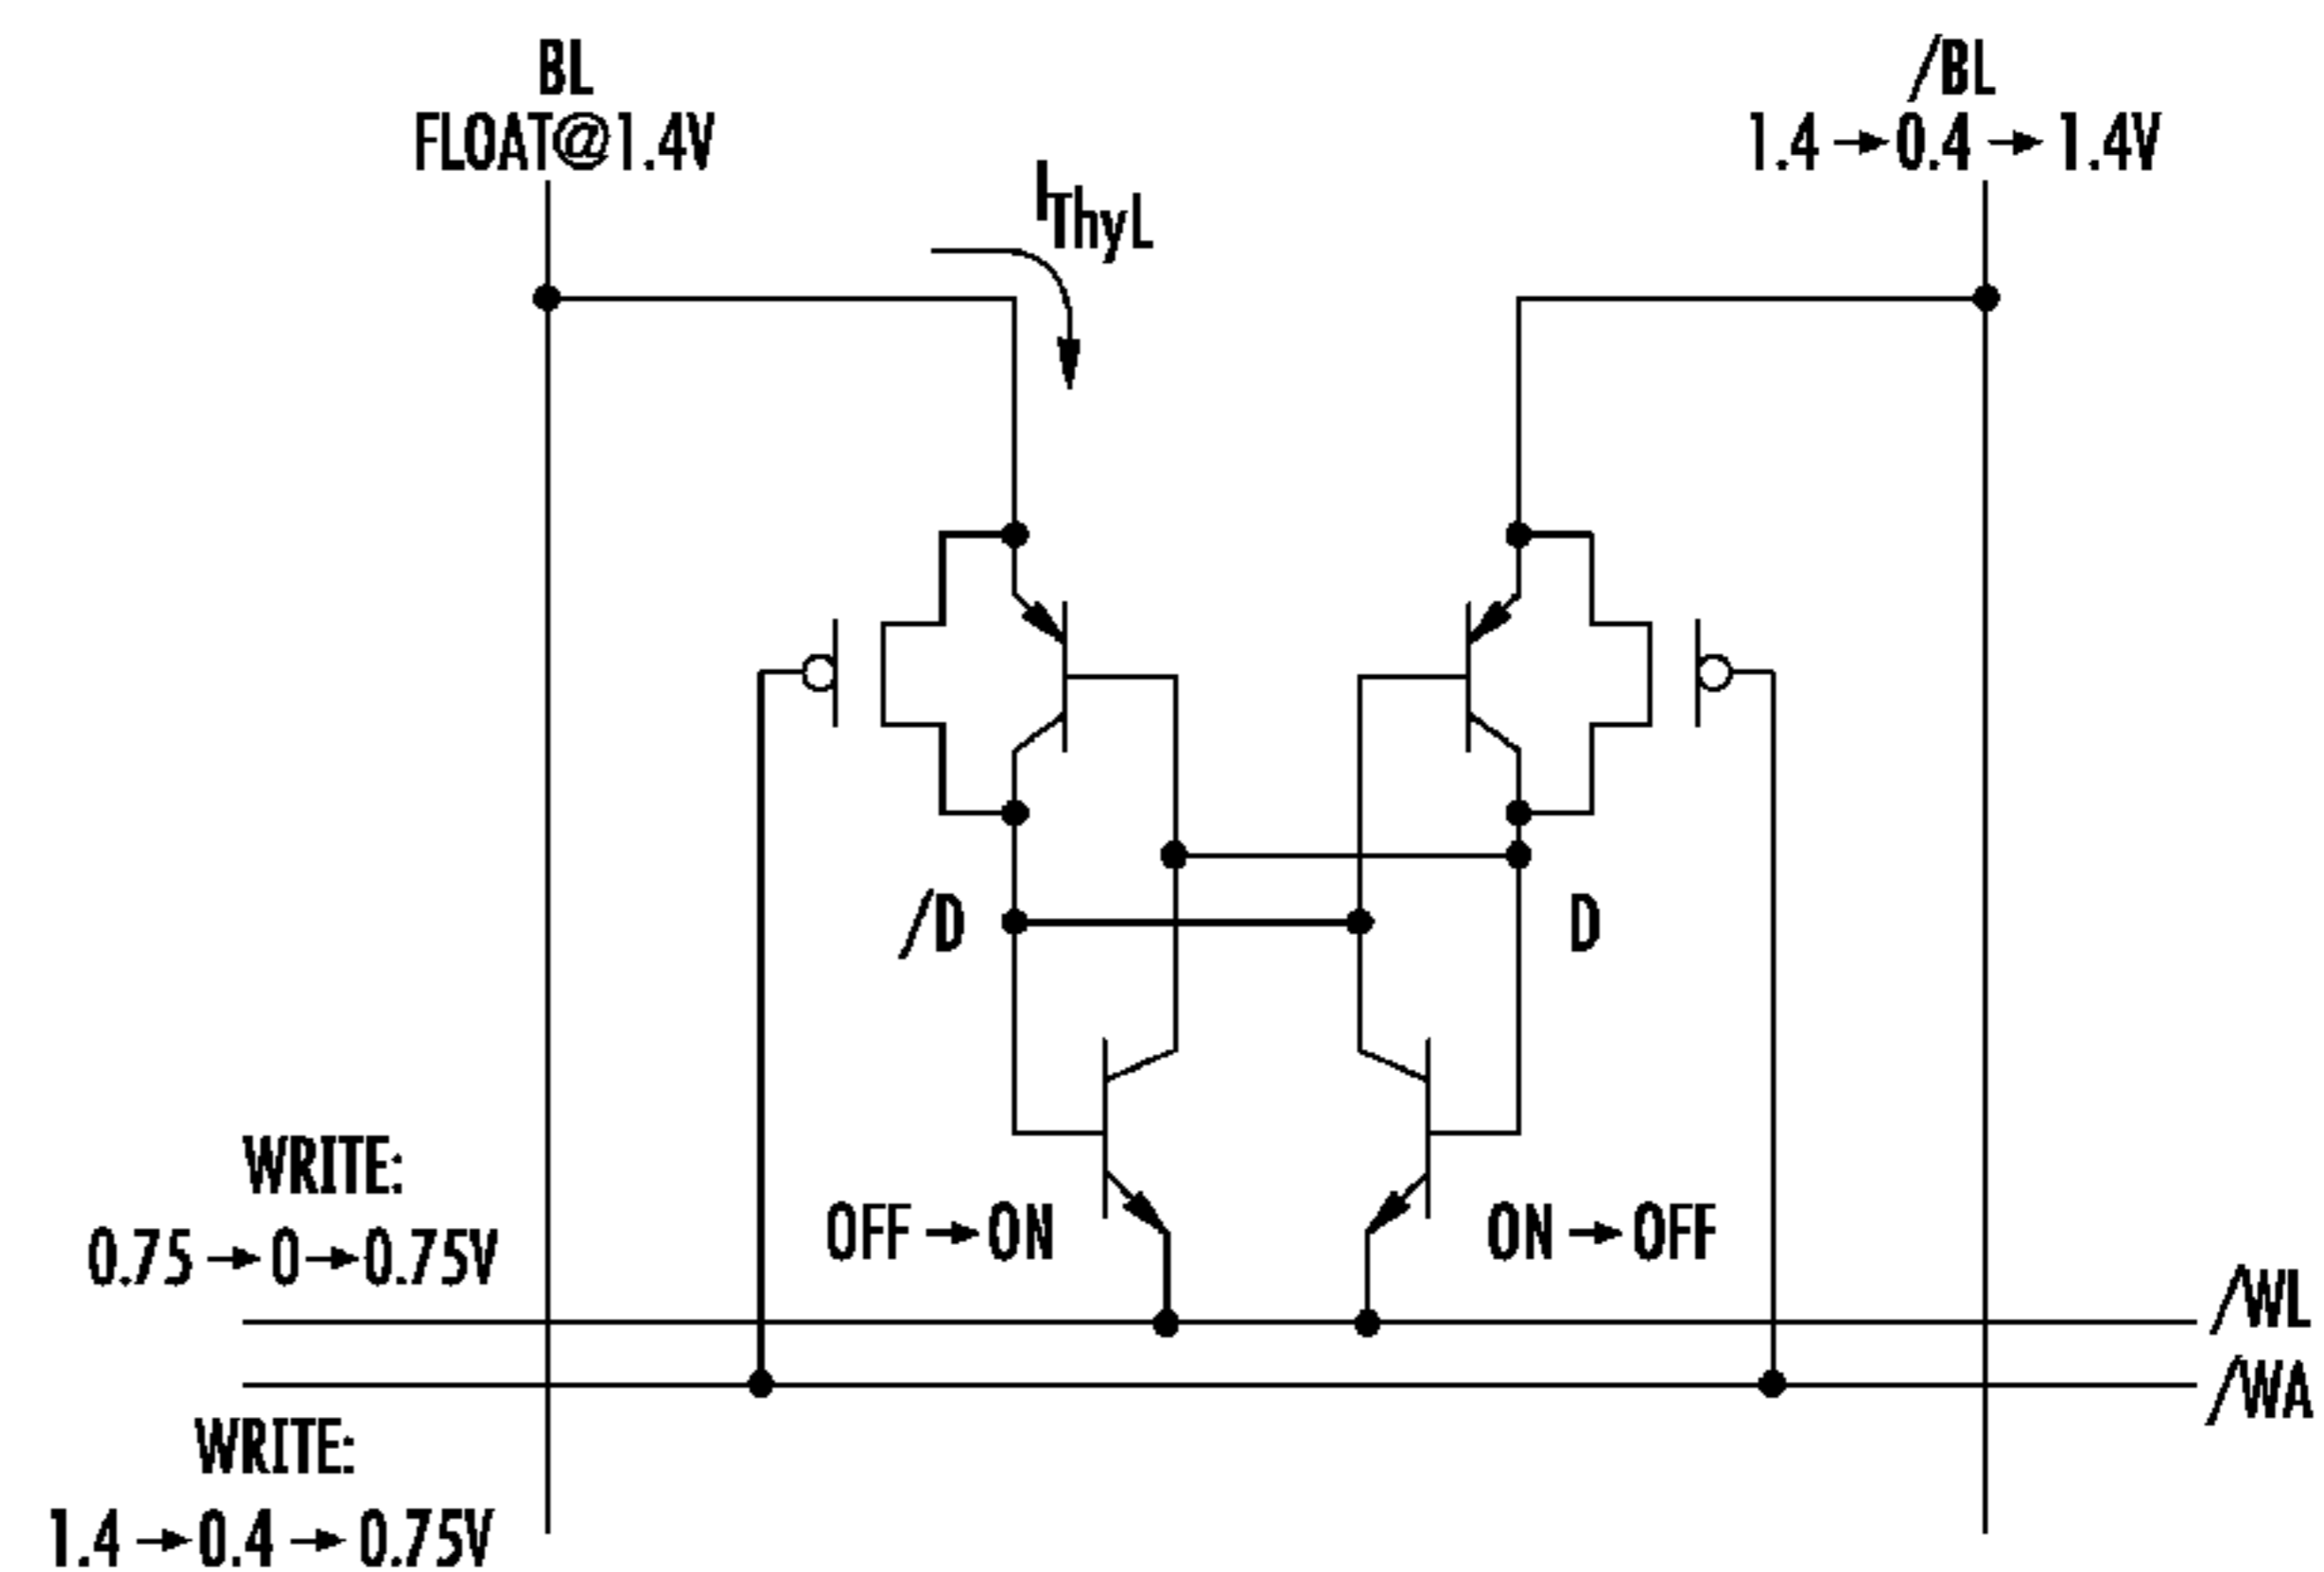 BL
FLOAT@1.4V
/BL
1.4→0.4→1.4V
IThyL
/D
D
WRITE:
0.75→0→0.75V
OFF→ON
ON→OFF
/WL
/WA
WRITE:
1.4→0.4→0.75V